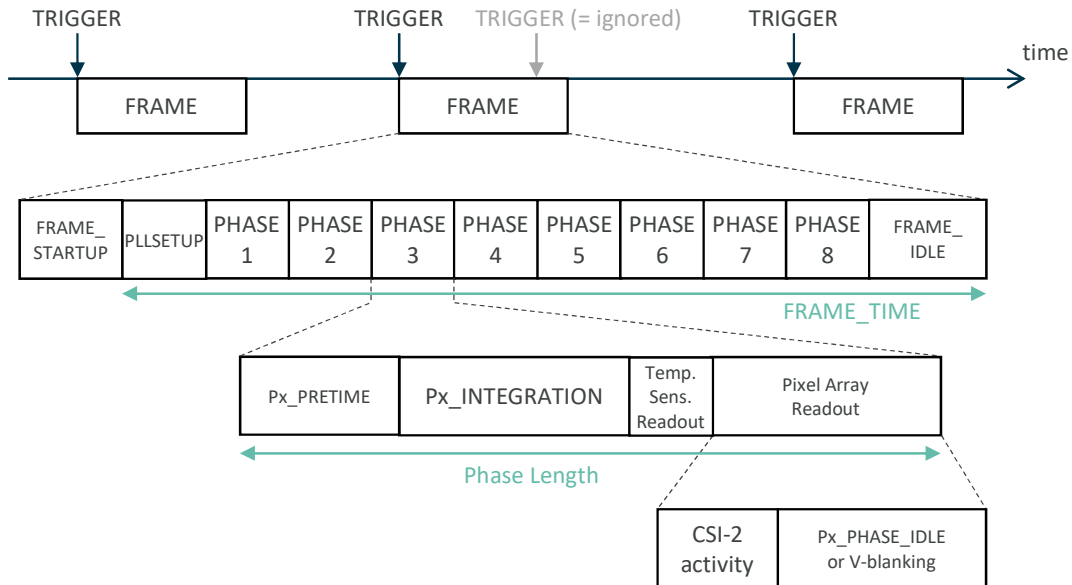 TRIGGER
TRIGGER
TRIGGER (= ignored)
TRIGGER
time
FRAME
FRAME
FRAME
FRAME_
STARTUP
PLLSETUP
PHASE
1
PHASE
2
PHASE
3
PHASE
4
PHASE
5
PHASE
6
PHASE
7
PHASE
8
FRAME_
IDLE
FRAME_TIME
Px_PRETIME
Px_INTEGRATION
Temp.
Sens.
Readout
Pixel Array
Readout
Phase Length
CSI-2
activity
Px_PHASE_IDLE
or V-blanking